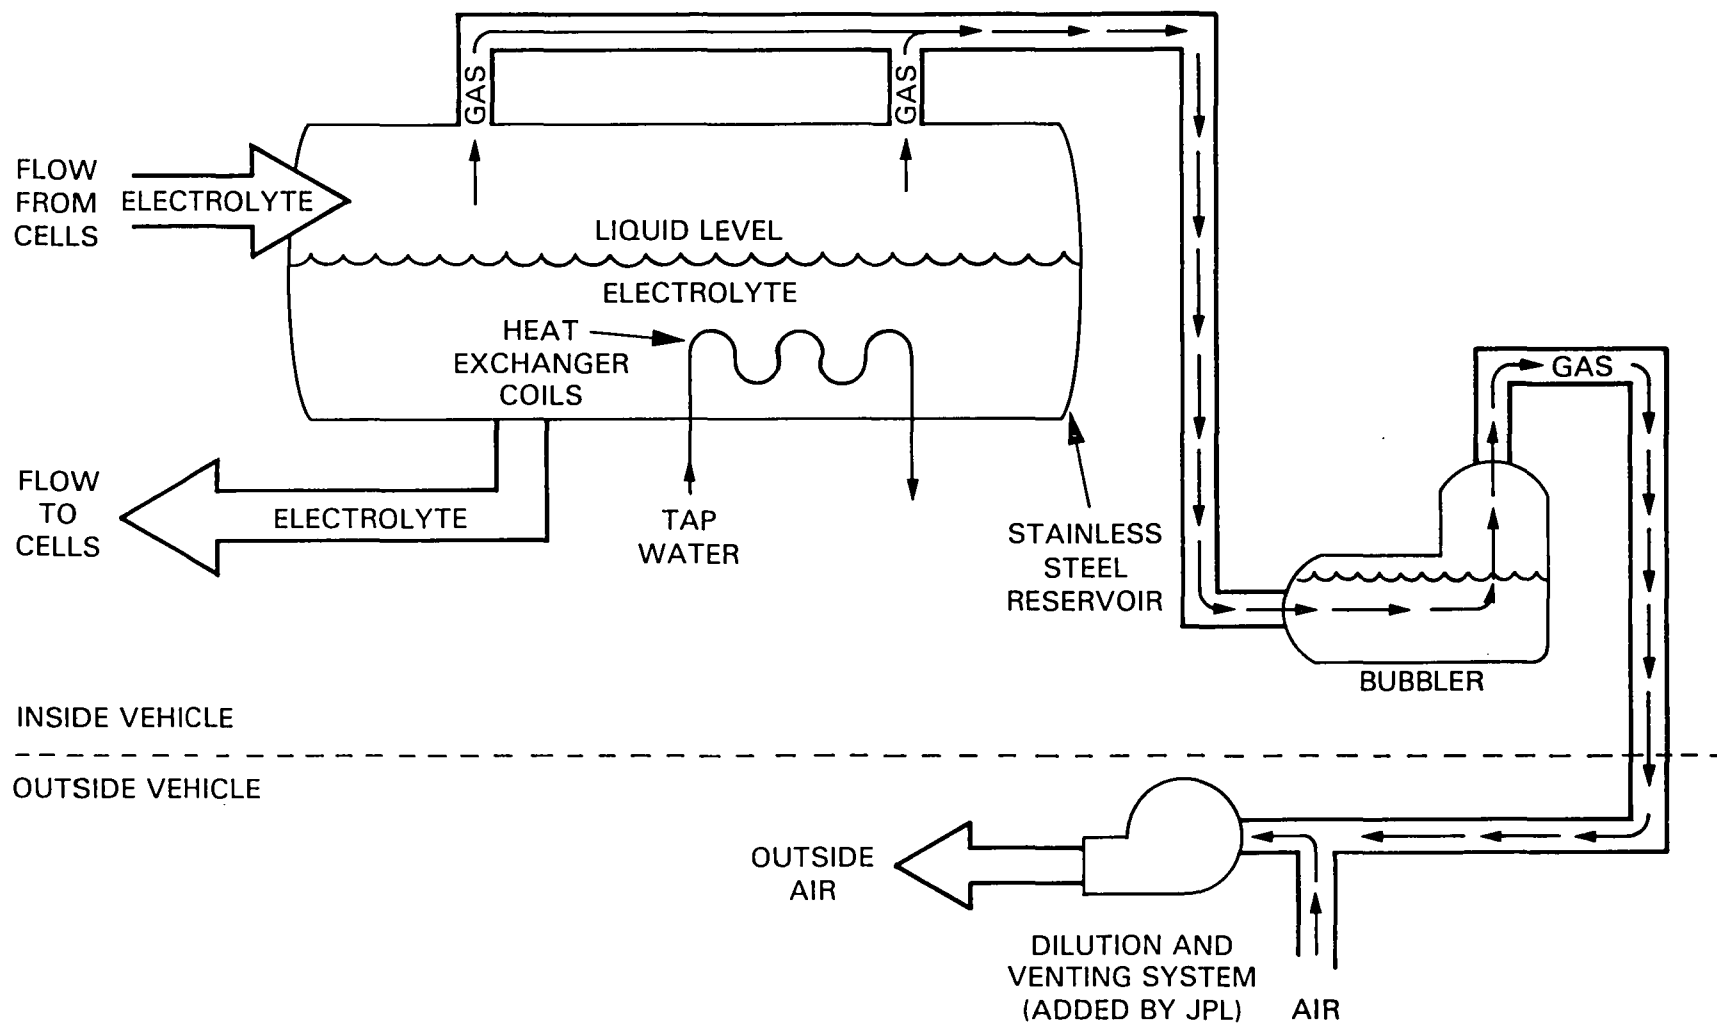 GAS
GAS
FLOW
FROM
CELLS
ELECTROLYTE
LIQUID LEVEL
ELECTROLYTE
HEAT
EXCHANGER
COILS
GAS
FLOW
TO
CELLS
ELECTROLYTE
TAP
WATER
STAINLESS
STEEL
RESERVOIR
BUBBLER
INSIDE VEHICLE
OUTSIDE VEHICLE
OUTSIDE
AIR
DILUTION AND
VENTING SYSTEM
(ADDED BY JPL)
AIR